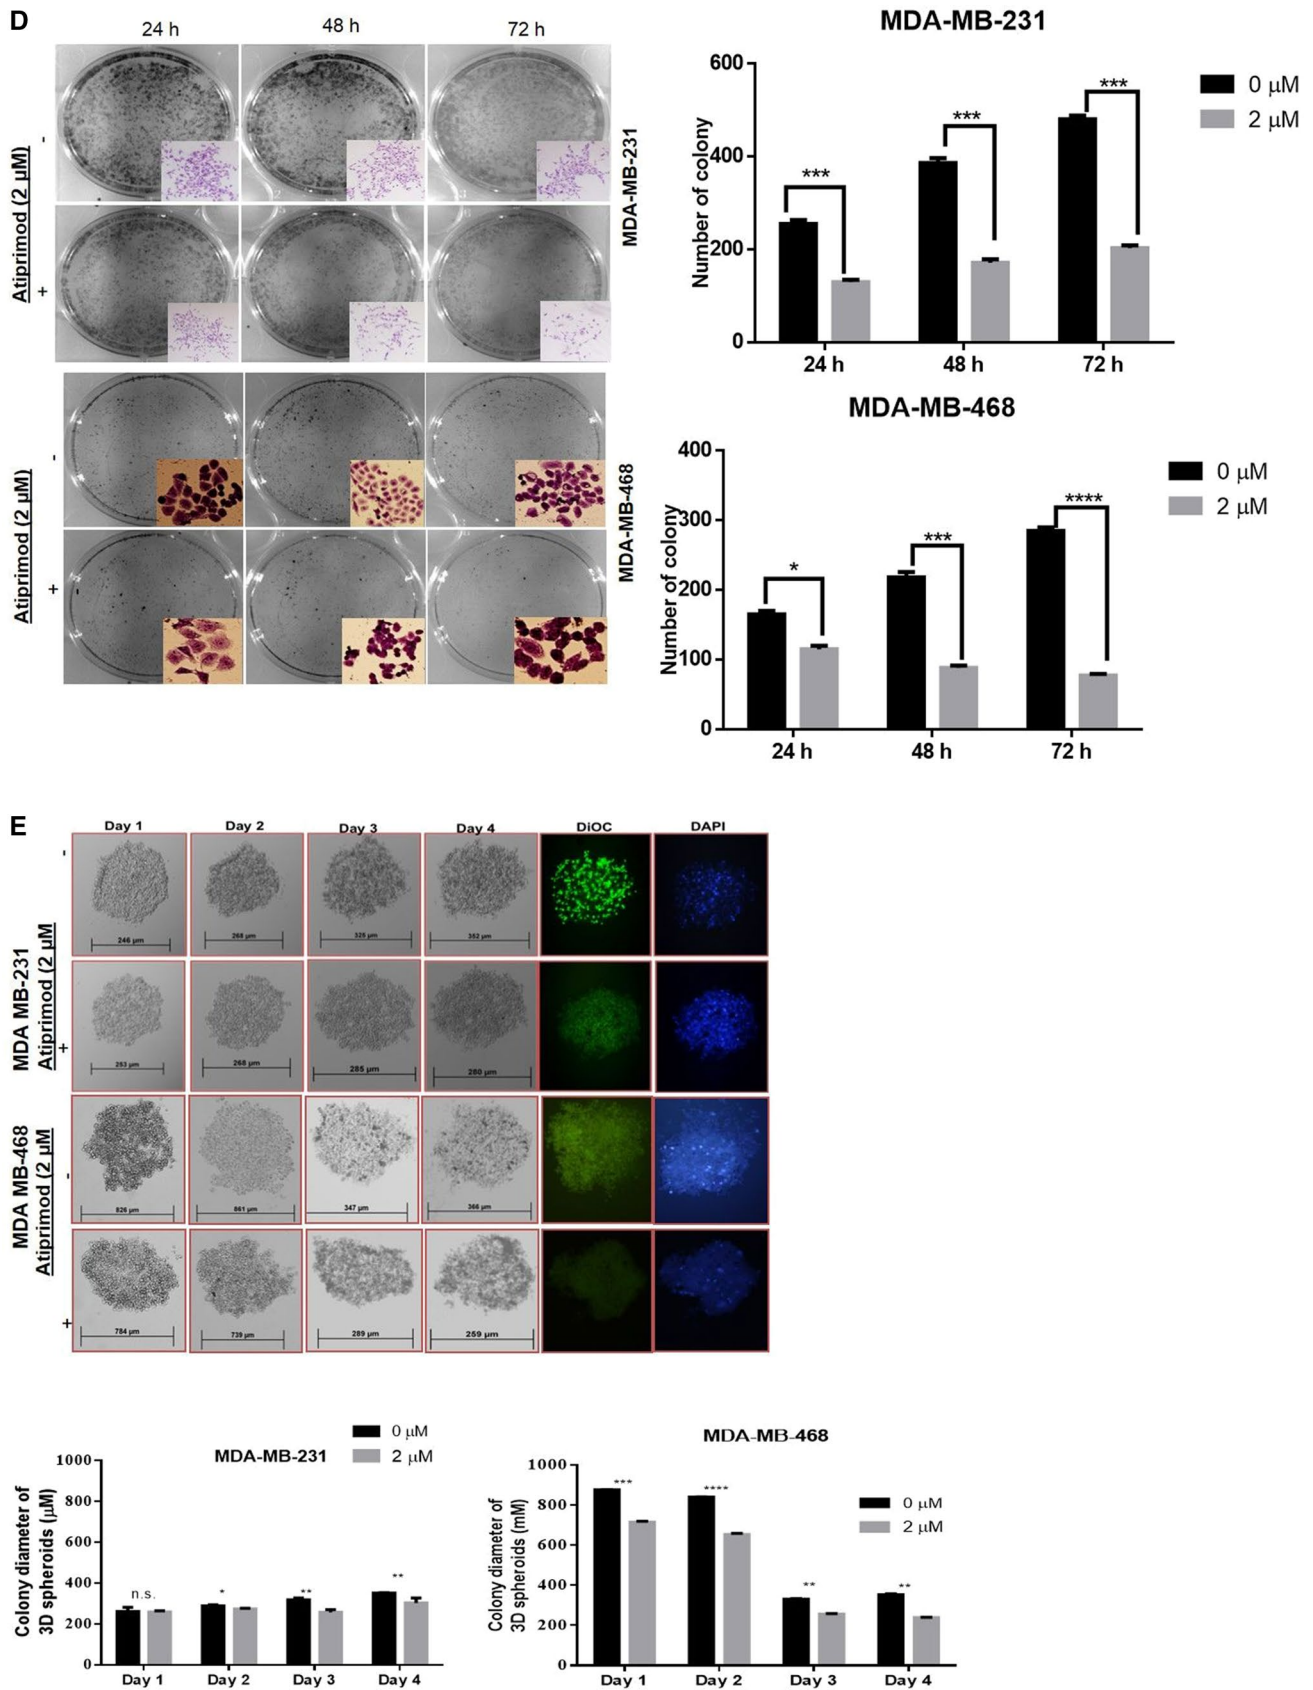 D
24 h 48 h 72 h
Atiprimod (2 µM)
- +
MDA-MB-231
Atiprimod (2 µM)
- +
MDA-MB-468
MDA-MB-231
Number of colony
600
400
200
0
*** *** ***
24 h 48 h 72 h
0 µM
2 µM
MDA-MB-468
Number of colony
400
300
200
100
0
* *** ****
24 h 48 h 72 h
0 µM
2 µM
E
Day 1 Day 2 Day 3 Day 4 DiOC DAPI
MDA MB-231
Atiprimod (2 µM
- +
246 µm 268 µm 328 µm 352 µm
263 µm 268 µm 285 µm 280 µm
MDA MB-468
Atiprimod (2 µM
- +
826 µm 861 µm 347 µm 366 µm
784 µm 739 µm 289 µm 259 µm
MDA-MB-231
0 µM
2 µM
Colony diameter of
3D spheroids (µM)
1000
800
600
400
200
0
n.s. * ** **
Day 1 Day 2 Day 3 Day 4
MDA-MB-468
0 µM
2 µM
Colony diameter of
3D spheroids (mM)
1000
800
600
400
200
0
*** **** ** **
Day 1 Day 2 Day 3 Day 4